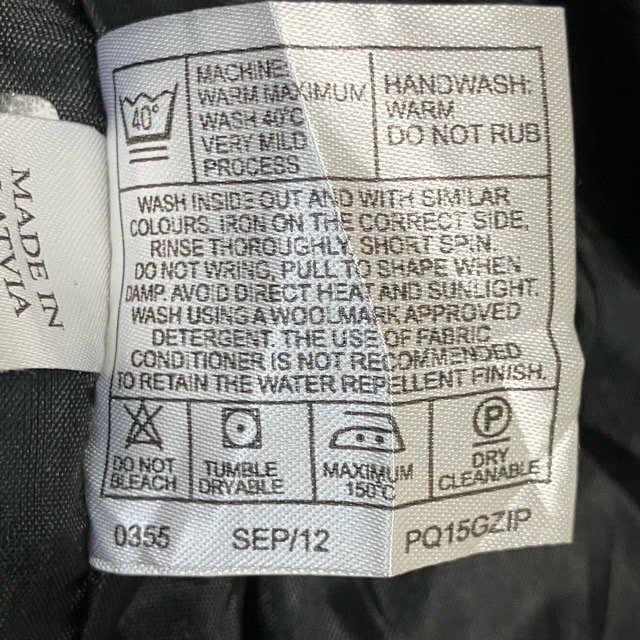 MADE IN
LATVIA
40°
MACHINE:
WARM MAXIMUM
WASH 40°C
VERY MILD
PROCESS
HANDWASH:
WARM
DO NOT RUB
WASH INSIDE OUT AND WITH SIMILAR
COLOURS. IRON ON THE CORRECT SIDE.
RINSE THOROUGHLY, SHORT SPIN.
DO NOT WRING, PULL TO SHAPE WHEN
DAMP. AVOID DIRECT HEAT AND SUNLIGHT.
WASH USING A WOOLMARK APPROVED
DETERGENT. THE USE OF FABRIC
CONDITIONER IS NOT RECOMMENDED
TO RETAIN THE WATER REPELLENT FINISH.
DO NOT
BLEACH
TUMBLE
DRYABLE
MAXIMUM
150°C
P
DRY
CLEANABLE
0355 SEP/12 PQ15GZIP